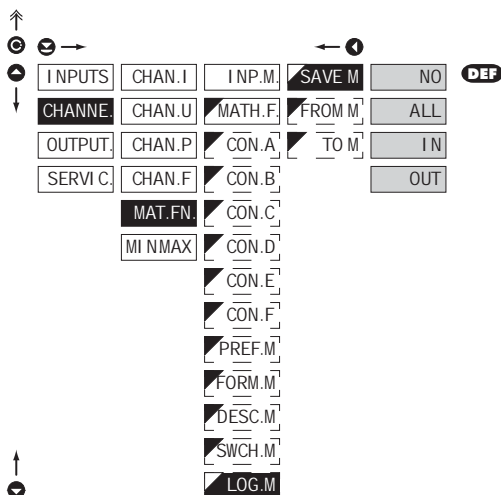 INPUTS CHAN.I INP.M. SAVE M NO DEF
CHANNE. CHAN.U MATH.F. FROM M ALL
OUTPUT. CHAN.P CON.A TO M IN
SERVIC. CHAN.F CON.B OUT
MAT.FN. CON.C
MINMAX CON.D
CON.E
CON.F
PREF.M
FORM.M
DESC.M
SWCH.M
LOG.M